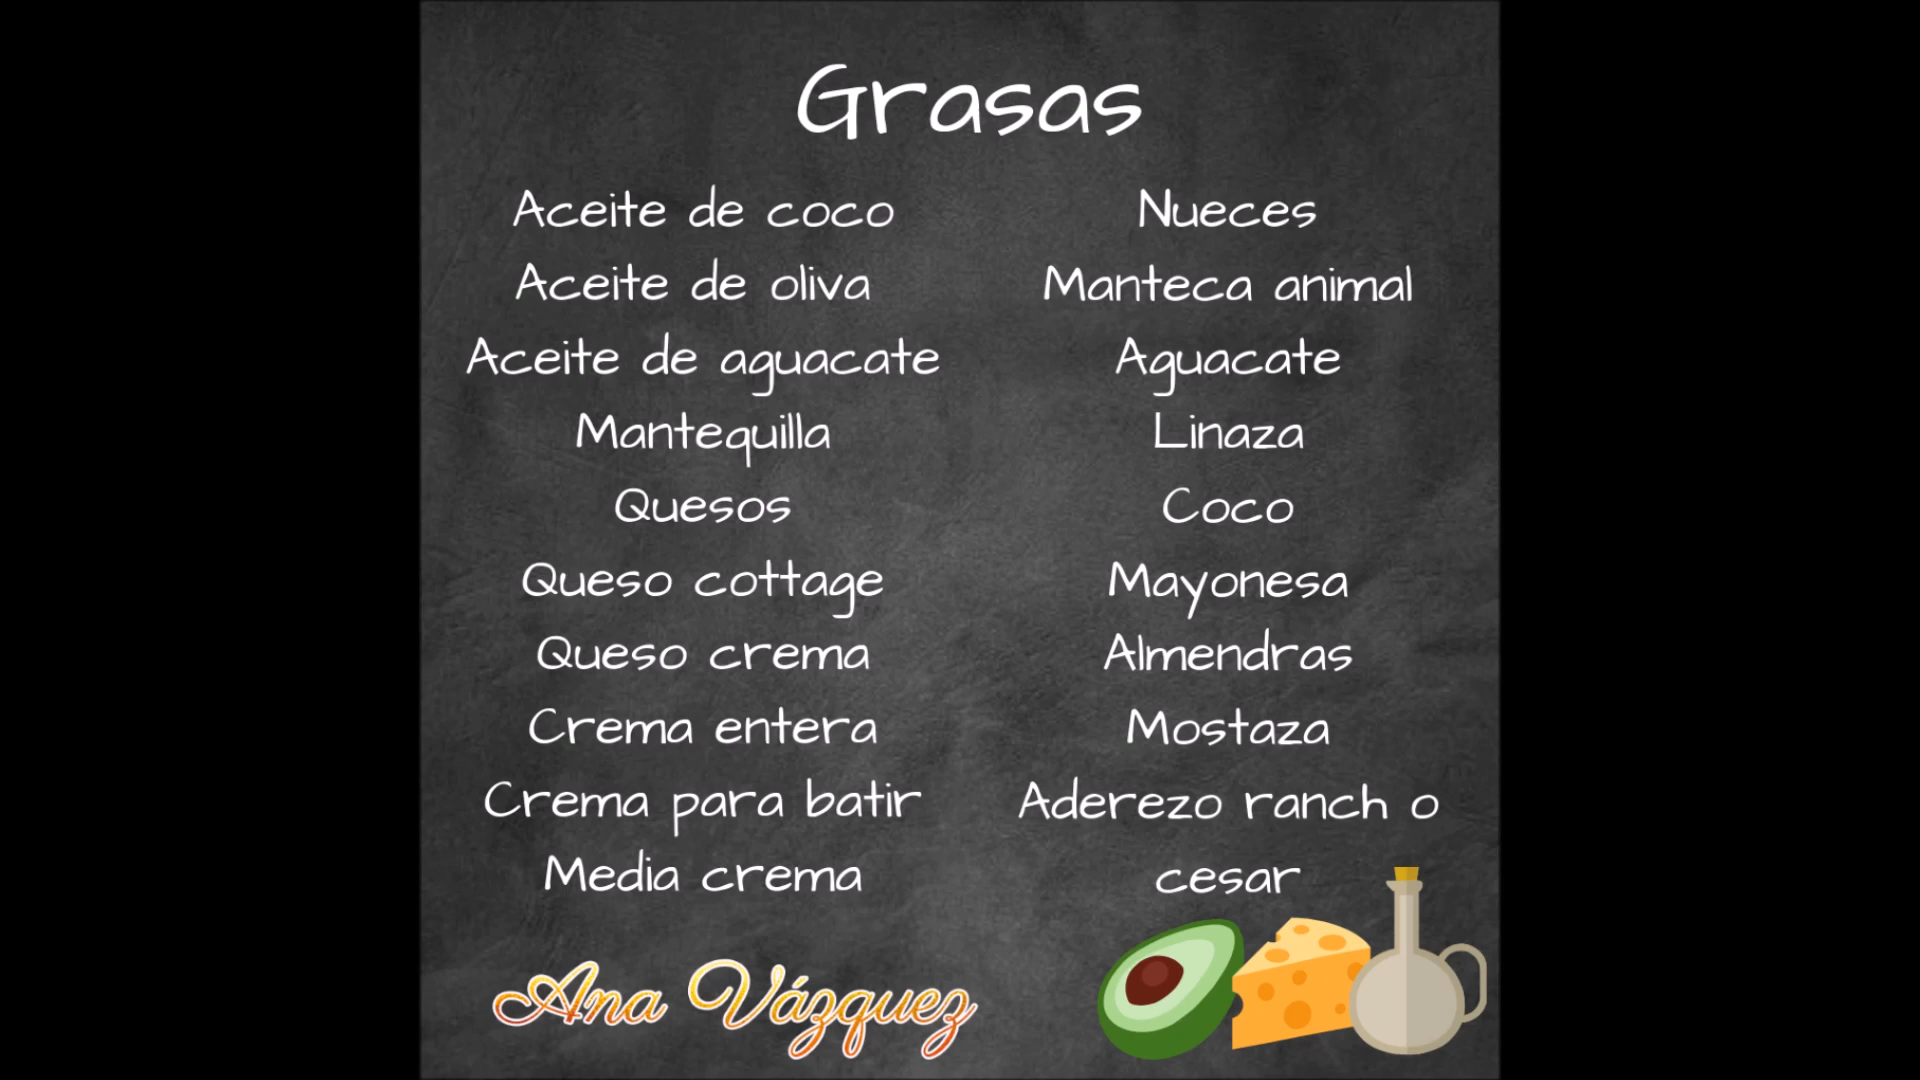 Grasas
Aceite de coco
Aceite de oliva
Aceite de aguacate
Mantequilla
Quesos
Queso cottage
Queso crema
Crema entera
Crema para batir
Media crema
Nueces
Manteca animal
Aguacate
Linaza
Coco
Mayonesa
Almendras
Mostaza
Aderezo ranch o
cesar
Ana Vázquez